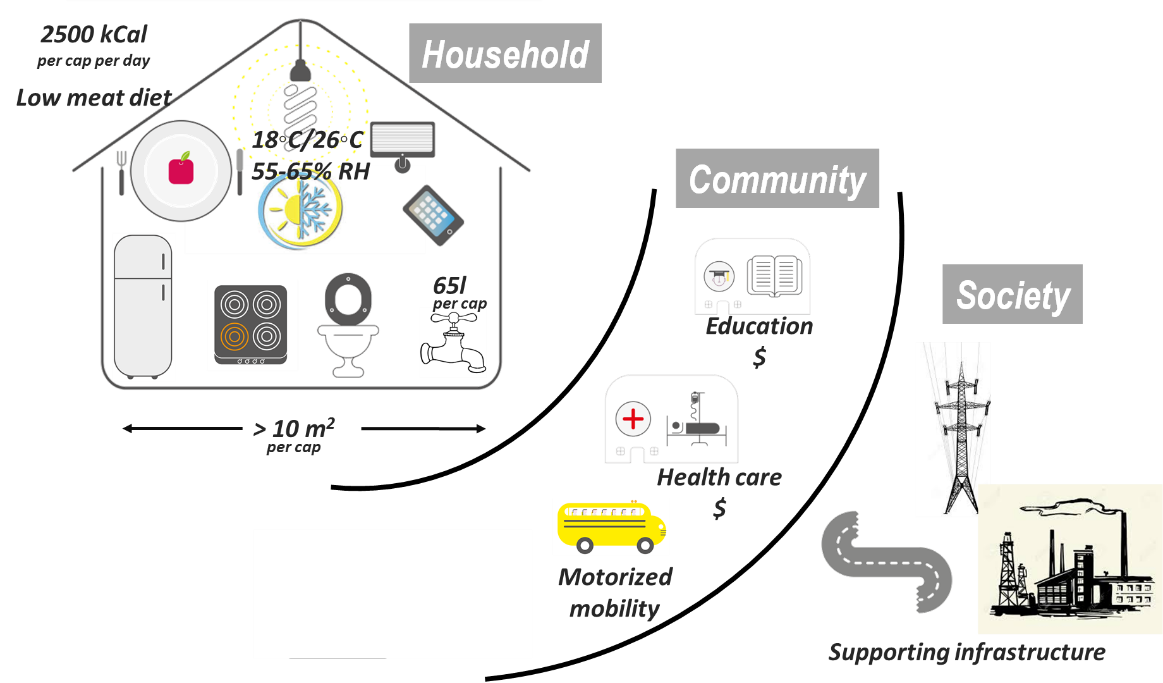 2500 kCal
per cap per day
Low meat diet
Household
18°C/26°C
55-65% RH
65l
per cap
> 10 m²
per cap
Community
Education
$
Health care
$
Motorized
mobility
Society
Supporting infrastructure